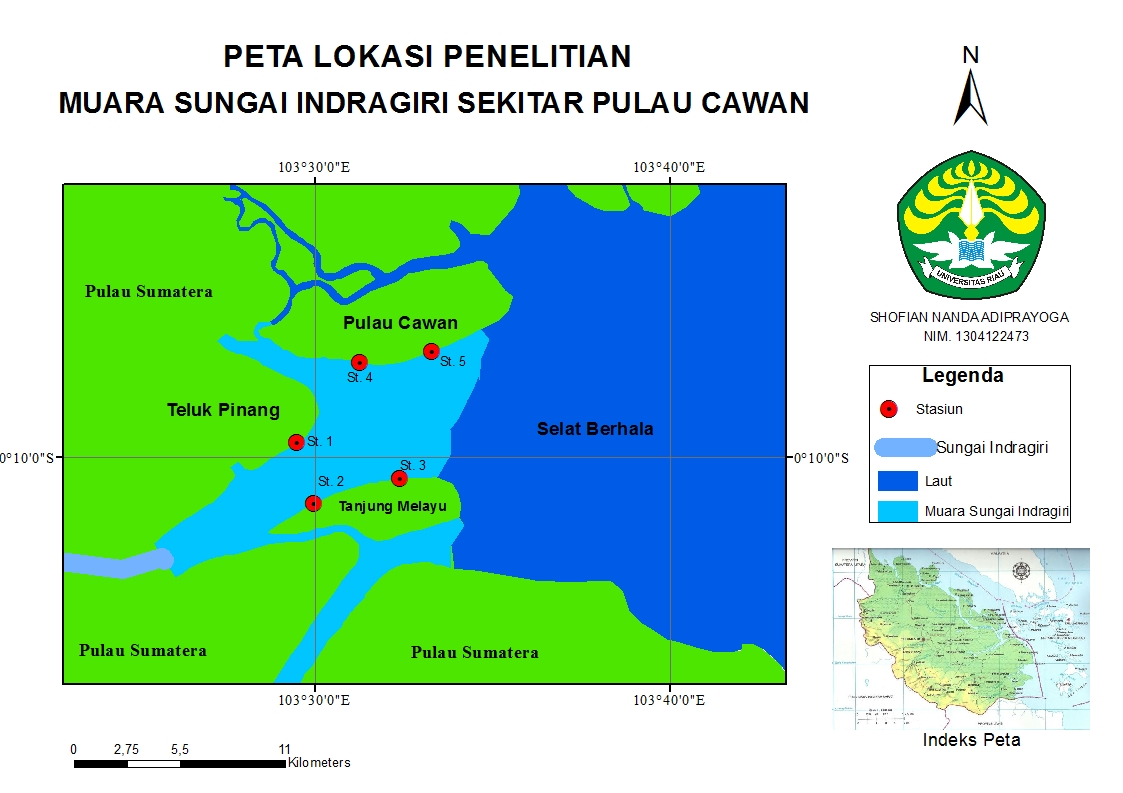 PETA LOKASI PENELITIAN
MUARA SUNGAI INDRAGIRI SEKITAR PULAU CAWAN
N
103°30'0"E
103°40'0"E
Pulau Sumatera
Pulau Cawan
St. 4
St. 5
Teluk Pinang
St. 1
Selat Berhala
0°10'0"S
0°10'0"S
St. 3
St. 2
Tanjung Melayu
Pulau Sumatera
Pulau Sumatera
103°30'0"E
103°40'0"E
0
2,75
5,5
11
Kilometers
UNIVERSITAS RIAU
SHOFIAN NANDA ADIPRAYOGA
NIM. 1304122473
Legenda
Stasiun
Sungai Indragiri
Laut
Muara Sungai Indragiri
Indeks Peta